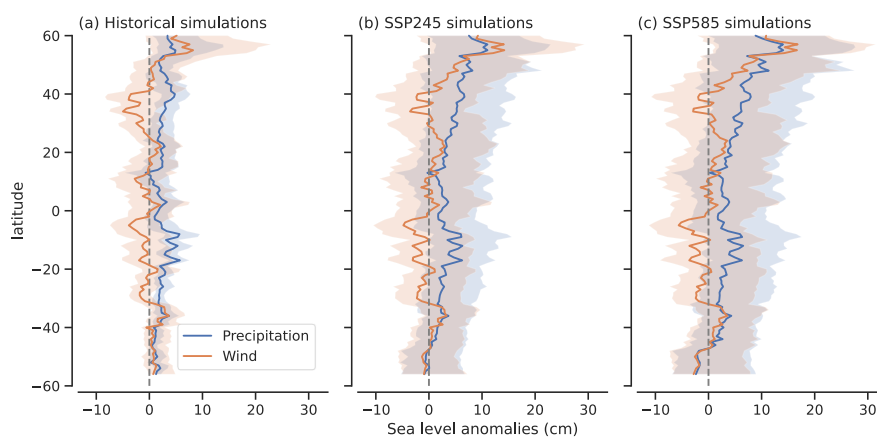 (a) Historical simulations
(b) SSP245 simulations
(c) SSP585 simulations
60
40
20
0
−20
−40
−60
latitude
Precipitation
Wind
−10 0 10 20 30
−10 0 10 20 30
−10 0 10 20 30
Sea level anomalies (cm)